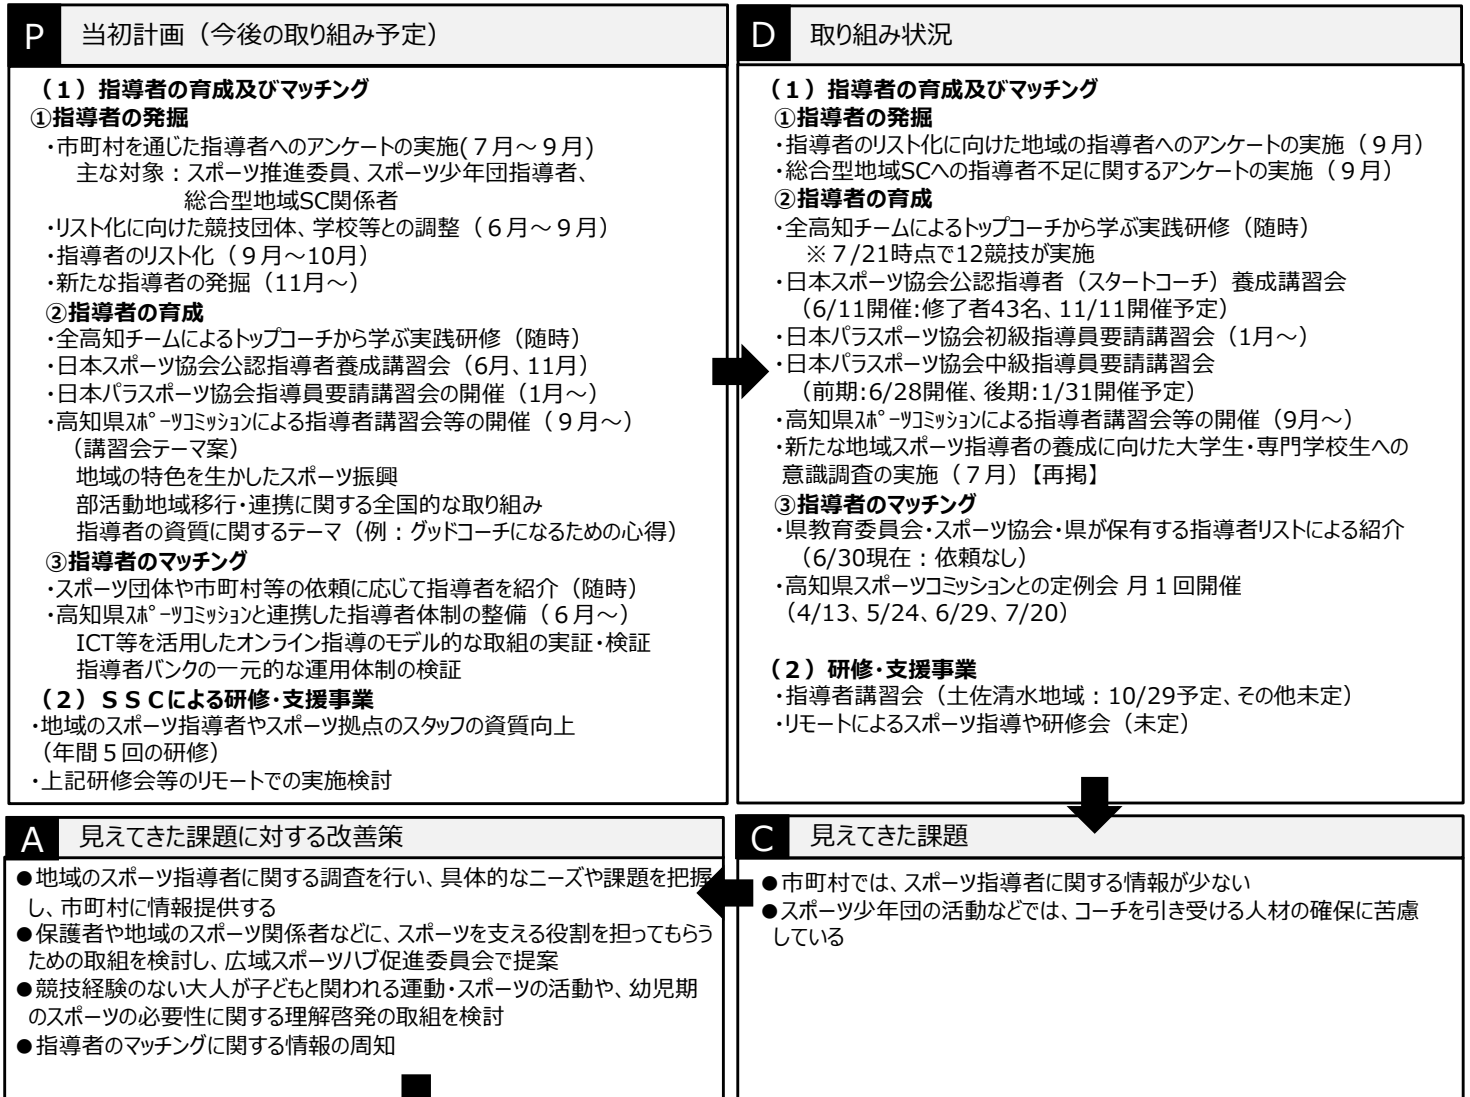 P 当初計画（今後の取り組み予定）
（１）指導者の育成及びマッチング
①指導者の発掘
・市町村を通じた指導者へのアンケートの実施(７月～９月)
主な対象：スポーツ推進委員、スポーツ少年団指導者、
総合型地域SC関係者
・リスト化に向けた競技団体、学校等との調整（６月～９月）
・指導者のリスト化（９月～10月）
・新たな指導者の発掘（11月～）
②指導者の育成
・全高知チームによるトップコーチから学ぶ実践研修（随時）
・日本スポーツ協会公認指導者養成講習会（6月、11月）
・日本パラスポーツ協会指導員要請講習会の開催（1月～）
・高知県ｽﾎﾟｰﾂｺﾐｯｼｮﾝによる指導者講習会等の開催（９月～）
（講習会テーマ案）
地域の特色を生かしたスポーツ振興
部活動地域移行・連携に関する全国的な取り組み
指導者の資質に関するテーマ（例：グッドコーチになるための心得）
③指導者のマッチング
・スポーツ団体や市町村等の依頼に応じて指導者を紹介（随時）
・高知県ｽﾎﾟｰﾂｺﾐｯｼｮﾝと連携した指導者体制の整備（６月～）
ICT等を活用したオンライン指導のモデル的な取組の実証・検証
指導者バンクの一元的な運用体制の検証
（２）ＳＳＣによる研修・支援事業
・地域のスポーツ指導者やスポーツ拠点のスタッフの資質向上
（年間５回の研修）
・上記研修会等のリモートでの実施検討
D 取り組み状況
（１）指導者の育成及びマッチング
①指導者の発掘
・指導者のリスト化に向けた地域の指導者へのアンケートの実施（９月）
・総合型地域SCへの指導者不足に関するアンケートの実施（９月）
②指導者の育成
・全高知チームによるトップコーチから学ぶ実践研修（随時）
※７/21時点で12競技が実施
・日本スポーツ協会公認指導者（スタートコーチ）養成講習会
（6/11開催:修了者43名、11/11開催予定）
・日本パラスポーツ協会初級指導員要請講習会（1月～）
・日本パラスポーツ協会中級指導員要請講習会
（前期:6/28開催、後期:1/31開催予定）
・高知県ｽﾎﾟｰﾂｺﾐｯｼｮﾝによる指導者講習会等の開催（9月～）
・新たな地域スポーツ指導者の養成に向けた大学生・専門学校生への
意識調査の実施（７月）【再掲】
③指導者のマッチング
・県教育委員会・スポーツ協会・県が保有する指導者リストによる紹介
（6/30現在：依頼なし）
・高知県スポーツコミッションとの定例会 月１回開催
（4/13、5/24、6/29、7/20）
（２）研修・支援事業
・指導者講習会（土佐清水地域：10/29予定、その他未定）
・リモートによるスポーツ指導や研修会（未定）
C 見えてきた課題
●市町村では、スポーツ指導者に関する情報が少ない
●スポーツ少年団の活動などでは、コーチを引き受ける人材の確保に苦慮
している
A 見えてきた課題に対する改善策
●地域のスポーツ指導者に関する調査を行い、具体的なニーズや課題を把握
し、市町村に情報提供する
●保護者や地域のスポーツ関係者などに、スポーツを支える役割を担ってもらう
ための取組を検討し、広域スポーツハブ促進委員会で提案
●競技経験のない大人が子どもと関われる運動・スポーツの活動や、幼児期
のスポーツの必要性に関する理解啓発の取組を検討
●指導者のマッチングに関する情報の周知